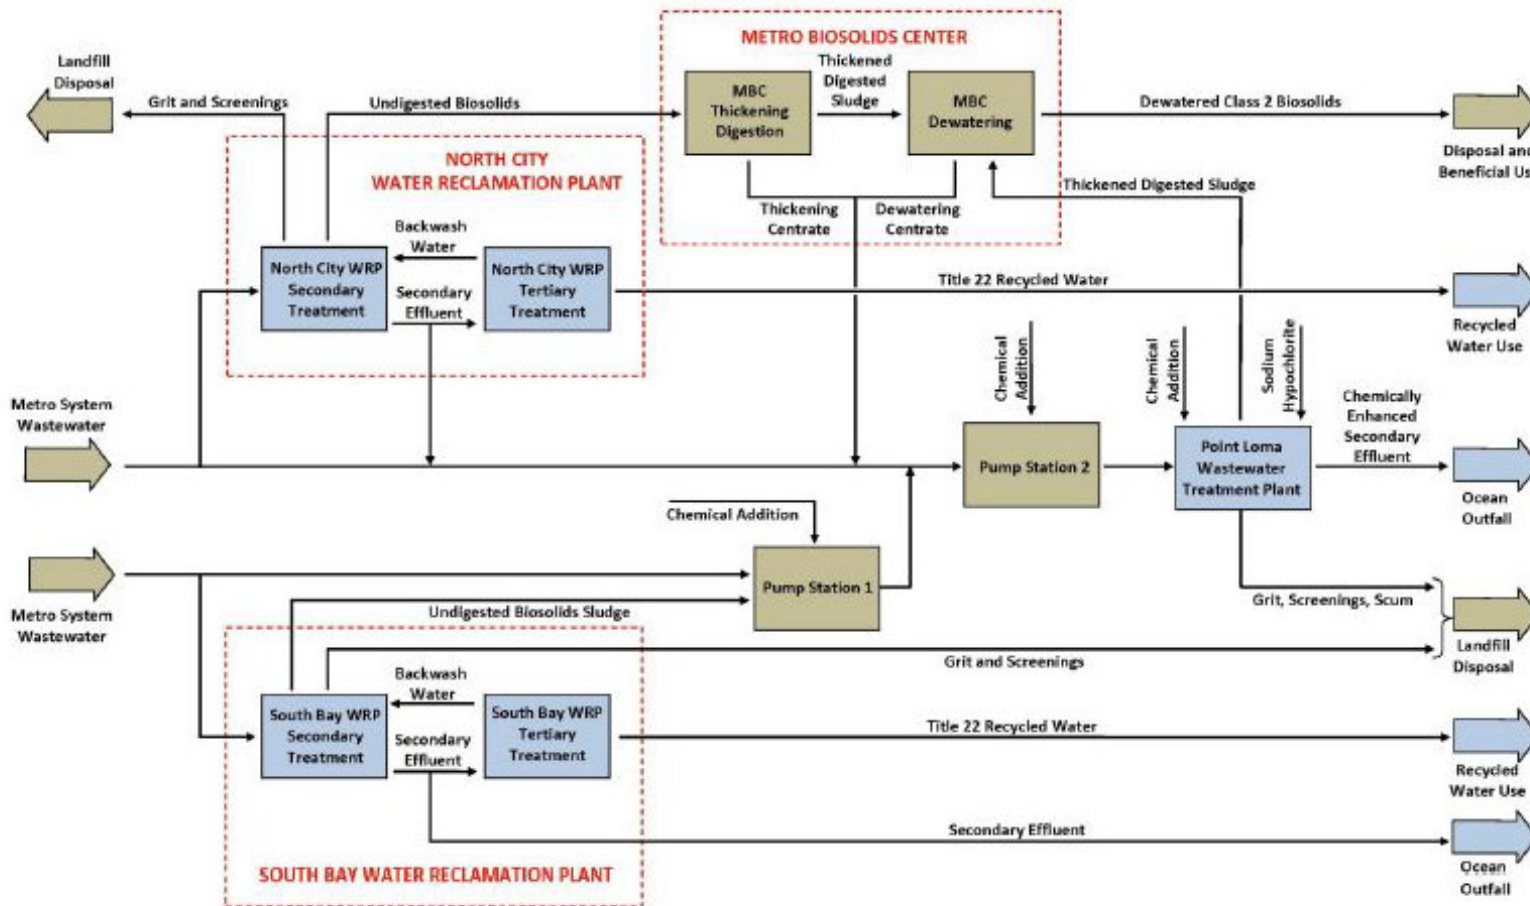 METRO BIOSOLIDS CENTER
Landfill
Disposal
Grit and Screenings
Undigested Biosolids
MBC
Thickening
Digestion
Thickened
Digested
Sludge
MBC
Dewatering
Dewatered Class 2 Biosolids
Disposal and
Beneficial Us
NORTH CITY
WATER RECLAMATION PLANT
Thickening
Centrate
Dewatering
Centrate
Thickened Digested Sludge
Backwash
Water
North City WRP
Secondary
Treatment
Secondary
Effluent
North City WRP
Tertiary
Treatment
Title 22 Recycled Water
Recycled
Water Use
Metro System
Wastewater
Chemical
Addition
Chemical
Addition
Sodium
Hypochlorite
Chemically
Enhanced
Secondary
Effluent
Pump Station 2
Point Loma
Wastewater
Treatment Plant
Ocean
Outfall
Chemical Addition
Pump Station 1
Metro System
Wastewater
Undigested Biosolids Sludge
Grit, Screenings, Scum
Grit and Screenings
Landfill
Disposal
Backwash
Water
South Bay WRP
Secondary
Treatment
Secondary
Effluent
South Bay WRP
Tertiary
Treatment
Title 22 Recycled Water
Recycled
Water Use
Secondary Effluent
Ocean
Outfall
SOUTH BAY WATER RECLAMATION PLANT